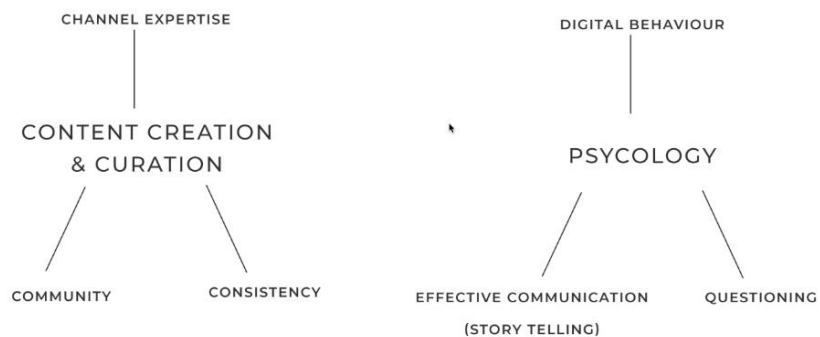 CHANNEL EXPERTISE
CONTENT CREATION
& CURATION
COMMUNITY
CONSISTENCY
DIGITAL BEHAVIOUR
PSYCOLOGY
EFFECTIVE COMMUNICATION
(STORY TELLING)
QUESTIONING